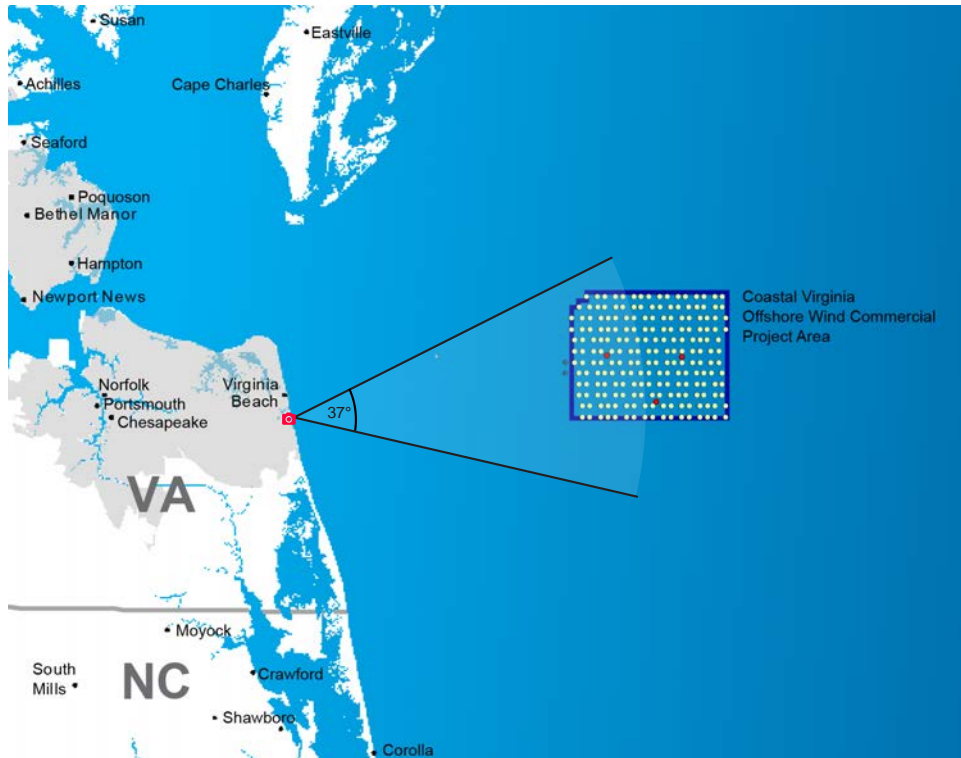 Susan
Eastville
Achilles
Cape Charles
Seaford
Poquoson
Bethel Manor
Hampton
Newport News
Coastal Virginia
Offshore Wind Commercial
Project Area
Norfolk
Portsmouth
Chesapeake
Virginia
Beach
37°
VA
Moyock
NC
South
Mills
Crawford
Shawboro
Corolla